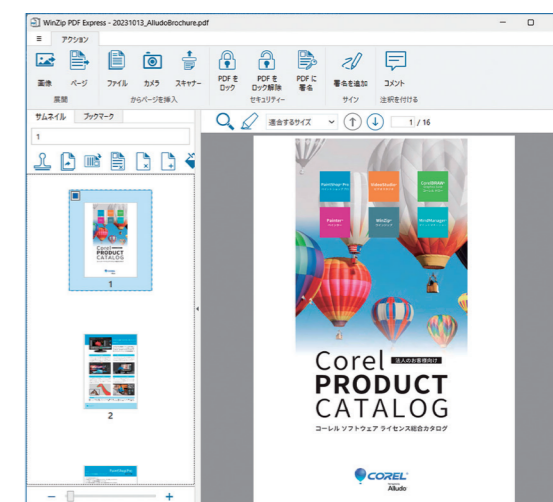 WinZip PDF Express - 20231013_AlludoBrochure.pdf
アクション
画像
ページ
ファイル
カメラ
スキャナー
PDF を
ロック
PDF を
ロック解除
PDF に
署名
署名を追加
コメント
展開
からページを挿入
セキュリティー
サイン
注釈を付ける
サムネイル
ブックマーク
適合するサイズ
1 / 16
1
PaintShop Pro
VideoStudio
CorelDRAW
Painter
WinZip
MindManager
Corel
PRODUCT
CATALOG
1
2
Corel 法人のお客様向け
PRODUCT
CATALOG
コーレル ソフトウェア ライセンス総合カタログ
COREL
Alludo